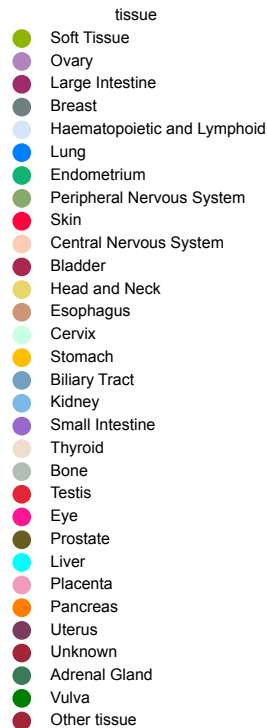 tissue
Soft Tissue
Ovary
Large Intestine
Breast
Haematopoietic and Lymphoid
Lung
Endometrium
Peripheral Nervous System
Skin
Central Nervous System
Bladder
Head and Neck
Esophagus
Cervix
Stomach
Biliary Tract
Kidney
Small Intestine
Thyroid
Bone
Testis
Eye
Prostate
Liver
Placenta
Pancreas
Uterus
Unknown
Adrenal Gland
Vulva
Other tissue